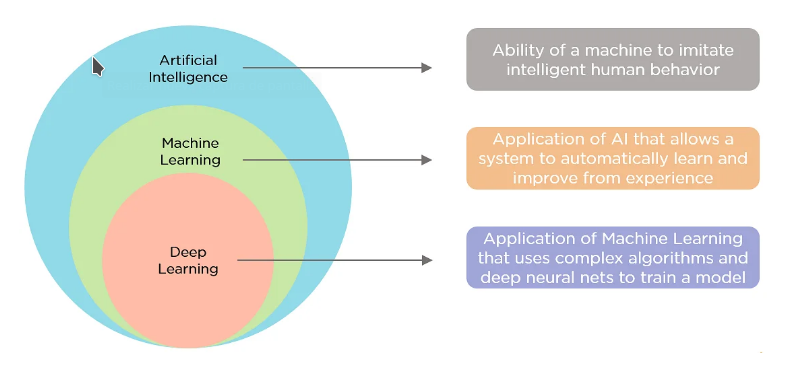 Artificial
Intelligence
Ability of a machine to imitate
intelligent human behavior
Machine
Learning
Application of AI that allows a
system to automatically learn and
improve from experience
Deep
Learning
Application of Machine Learning
that uses complex algorithms and
deep neural nets to train a model